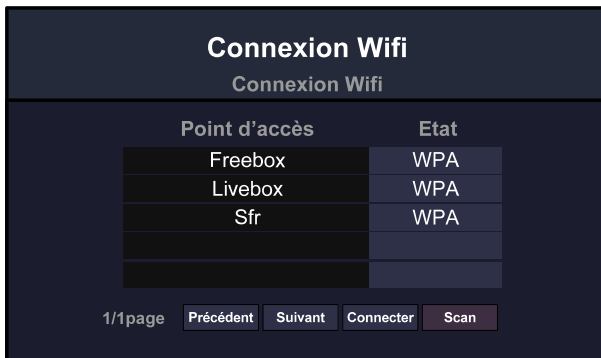 Connexion Wifi
Connexion Wifi
Point d’accès Etat
Freebox WPA
Livebox WPA
Sfr WPA
1/1page Précédent Suivant Connecter Scan